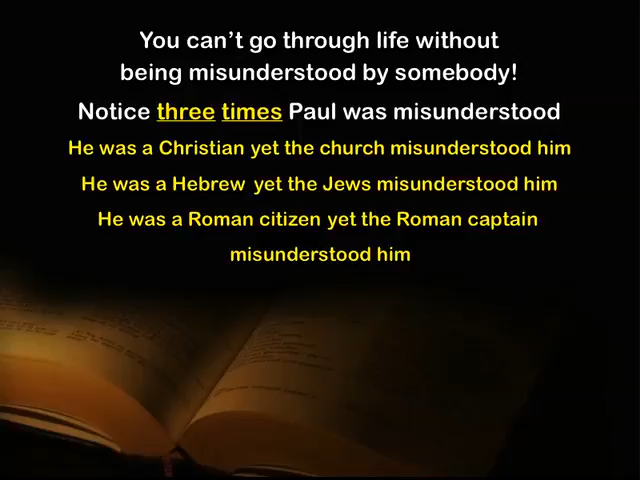 You can’t go through life without
being misunderstood by somebody!
Notice three times Paul was misunderstood
He was a Christian yet the church misunderstood him
He was a Hebrew yet the Jews misunderstood him
He was a Roman citizen yet the Roman captain
misunderstood him